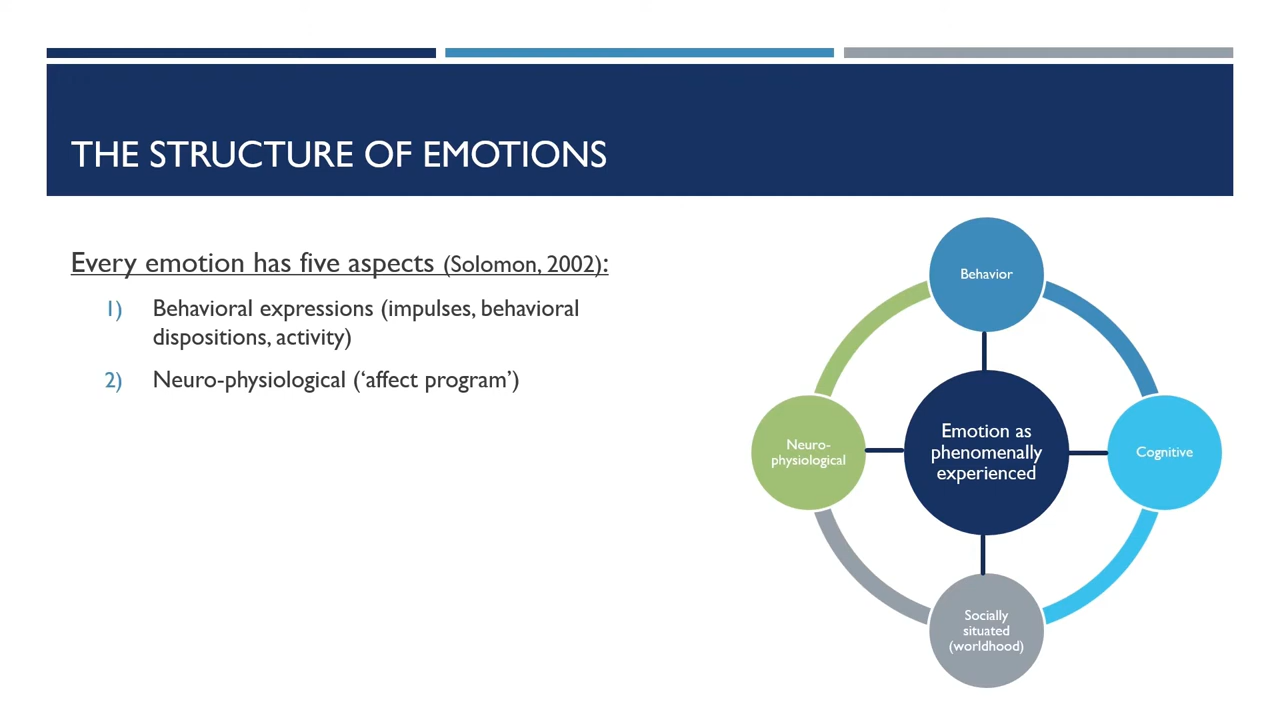 THE STRUCTURE OF EMOTIONS
Every emotion has five aspects (Solomon, 2002):
1) Behavioral expressions (impulses, behavioral
dispositions, activity)
2) Neuro-physiological (‘affect program’)
Behavior
Neuro-
physiological
Emotion as
phenomenally
experienced
Cognitive
Socially
situated
(worldhood)